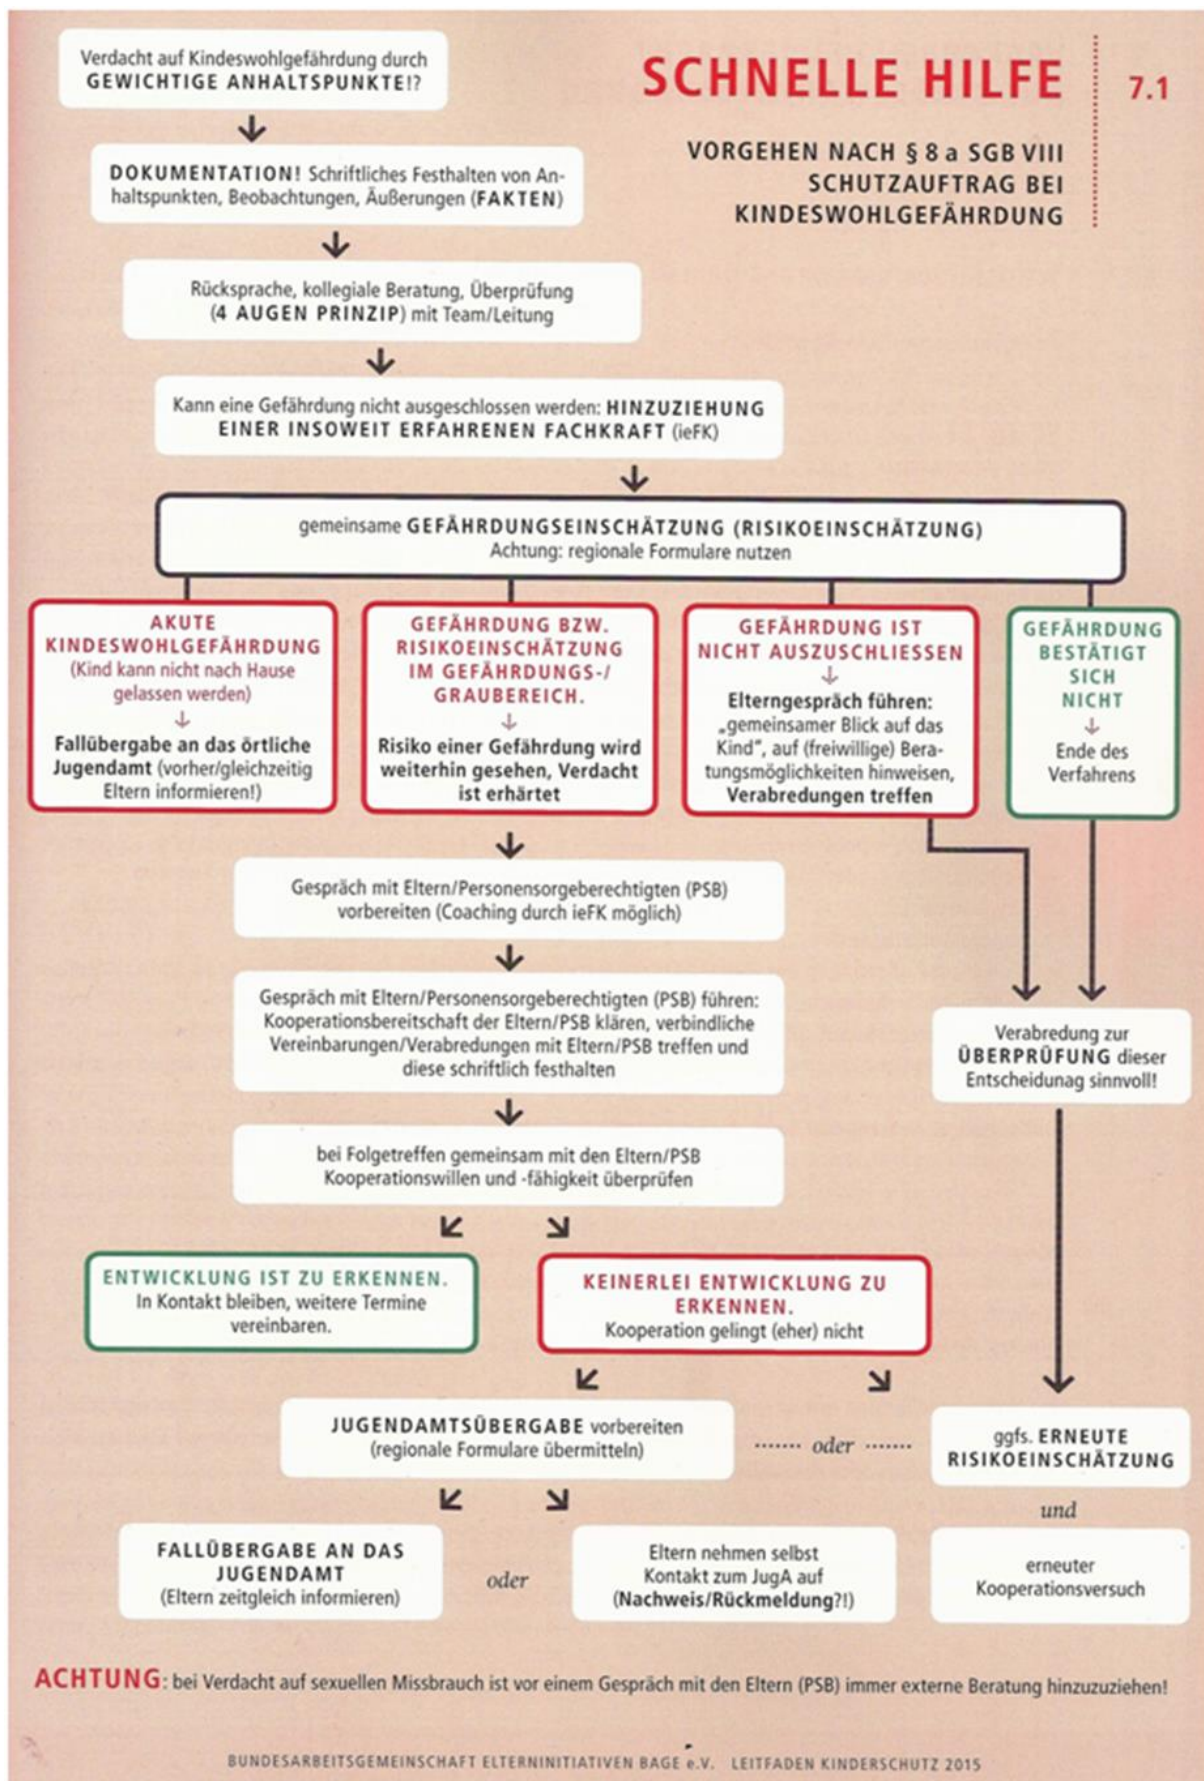 Verdacht auf Kindeswohlgefährdung durch
GEWICHTIGE ANHALTSPUNKTE!?
SCHNELLE HILFE
7.1
VORGEHEN NACH § 8 a SGB VIII
SCHUTZAUFTRAG BEI
KINDESWOHLGEFÄHRDUNG
DOKUMENTATION! Schriftliches Festhalten von An-
haltspunkten, Beobachtungen, Äußerungen (FAKTEN)
Rücksprache, kollegiale Beratung, Überprüfung
(4 AUGEN PRINZIP) mit Team/Leitung
Kann eine Gefährdung nicht ausgeschlossen werden: HINZUZIEHUNG
EINER INSOWEIT ERFAHRENEN FACHKRAFT (ieFK)
gemeinsame GEFÄHRDUNGSEINSCHÄTZUNG (RISIKOEINSCHÄTZUNG)
Achtung: regionale Formulare nutzen
AKUTE
KINDESWOHLGEFÄHRDUNG
(Kind kann nicht nach Hause
gelassen werden)
Fallübergabe an das örtliche
Jugendamt (vorher/gleichzeitig
Eltern informieren!)
GEFÄHRDUNG BZW.
RISIKOEINSCHÄTZUNG
IM GEFÄHRDUNGS-/
GRAUBEREICH.
Risiko einer Gefährdung wird
weiterhin gesehen, Verdacht
ist erhärtet
GEFÄHRDUNG IST
NICHT AUSZUSCHLIESSEN
Elterngespräch führen:
„gemeinsamer Blick auf das
Kind“, auf (freiwillige) Bera-
tungsmöglichkeiten hinweisen,
Verabredungen treffen
GEFÄHRDUNG
BESTÄTIGT
SICH
NICHT
Ende des
Verfahrens
Gespräch mit Eltern/Personensorgeberechtigten (PSB)
vorbereiten (Coaching durch ieFK möglich)
Gespräch mit Eltern/Personensorgeberechtigten (PSB) führen:
Kooperationsbereitschaft der Eltern/PSB klären, verbindliche
Vereinbarungen/Verabredungen mit Eltern/PSB treffen und
diese schriftlich festhalten
Verabredung zur
ÜBERPRÜFUNG dieser
Entscheidunag sinnvoll!
bei Folgetreffen gemeinsam mit den Eltern/PSB
Kooperationswillen und -fähigkeit überprüfen
ENTWICKLUNG IST ZU ERKENNEN.
In Kontakt bleiben, weitere Termine
vereinbaren.
KEINERLEI ENTWICKLUNG ZU
ERKENNEN.
Kooperation gelingt (eher) nicht
JUGENDAMTSÜBERGABE vorbereiten
(regionale Formulare übermitteln)
....... oder .......
ggfs. ERNEUTE
RISIKOEINSCHÄTZUNG
und
FALLÜBERGABE AN DAS
JUGENDAMT
(Eltern zeitgleich informieren)
oder
Eltern nehmen selbst
Kontakt zum JugA auf
(Nachweis/Rückmeldung?!)
erneuter
Kooperationsversuch
ACHTUNG: bei Verdacht auf sexuellen Missbrauch ist vor einem Gespräch mit den Eltern (PSB) immer externe Beratung hinzuzuziehen!
BUNDESARBEITSGEMEINSCHAFT ELTERNINITIATIVEN BAGE e.V. LEITFADEN KINDERSCHUTZ 2015